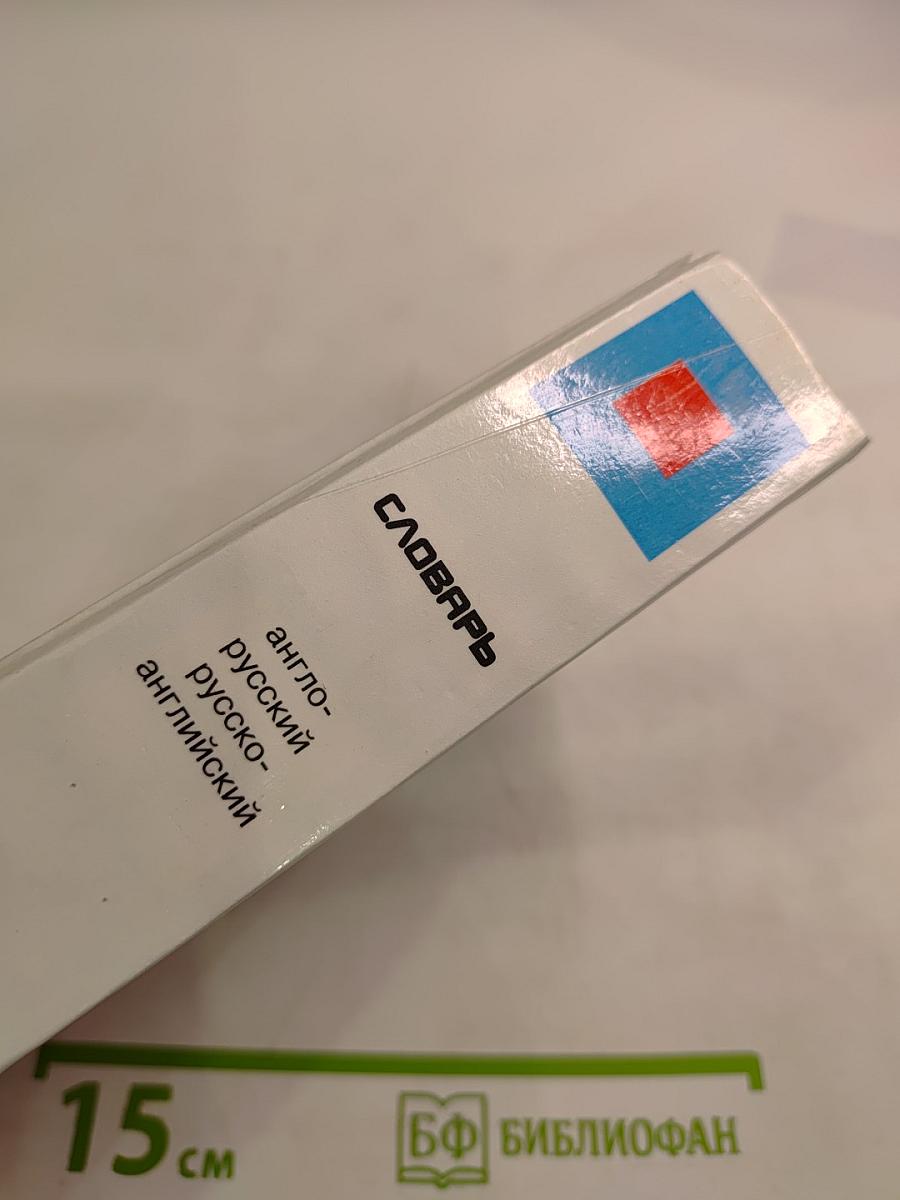 СЛОВАРЬ
англо-
русский
русско-
английский
15 см
БФ БИБЛИОФАН